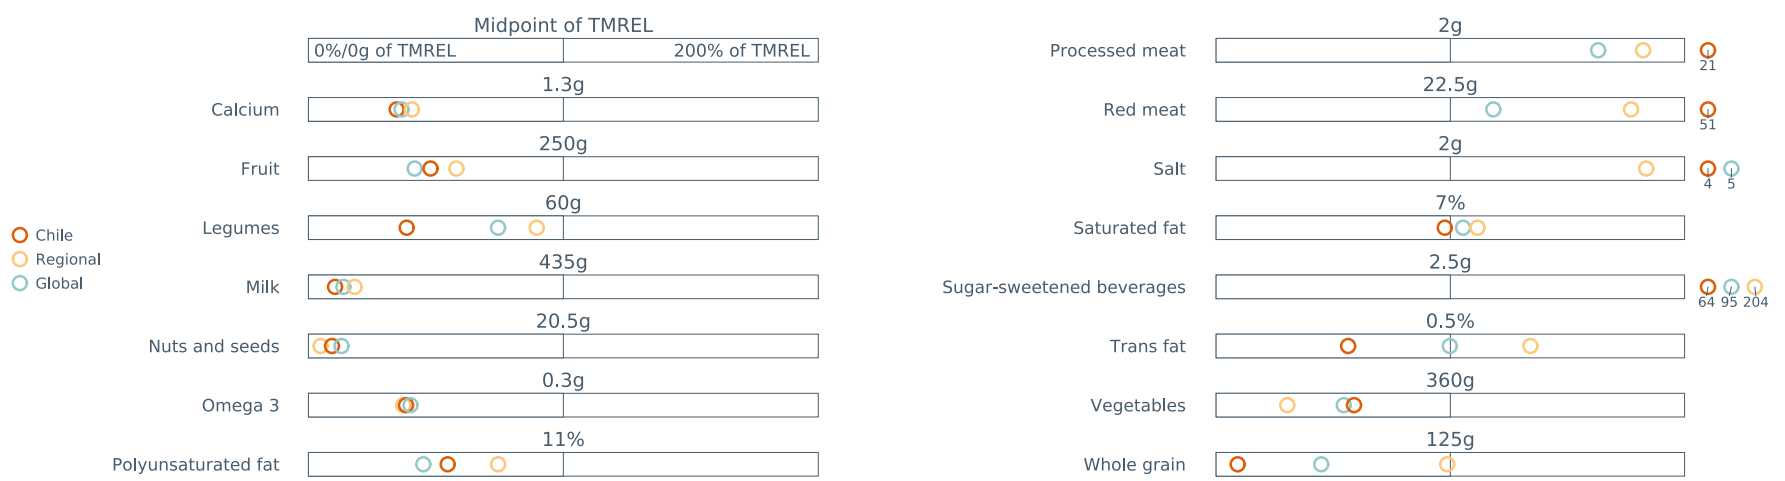 Midpoint of TMREL
0%/0g of TMREL 200% of TMREL
1.3g
Calcium
250g
Fruit
60g
Legumes
435g
Milk
20.5g
Nuts and seeds
0.3g
Omega 3
11%
Polyunsaturated fat
Chile
Regional
Global
2g
Processed meat
21
22.5g
Red meat
51
2g
Salt
4 5
7%
Saturated fat
2.5g
Sugar-sweetened beverages
64 95 204
0.5%
Trans fat
360g
Vegetables
125g
Whole grain